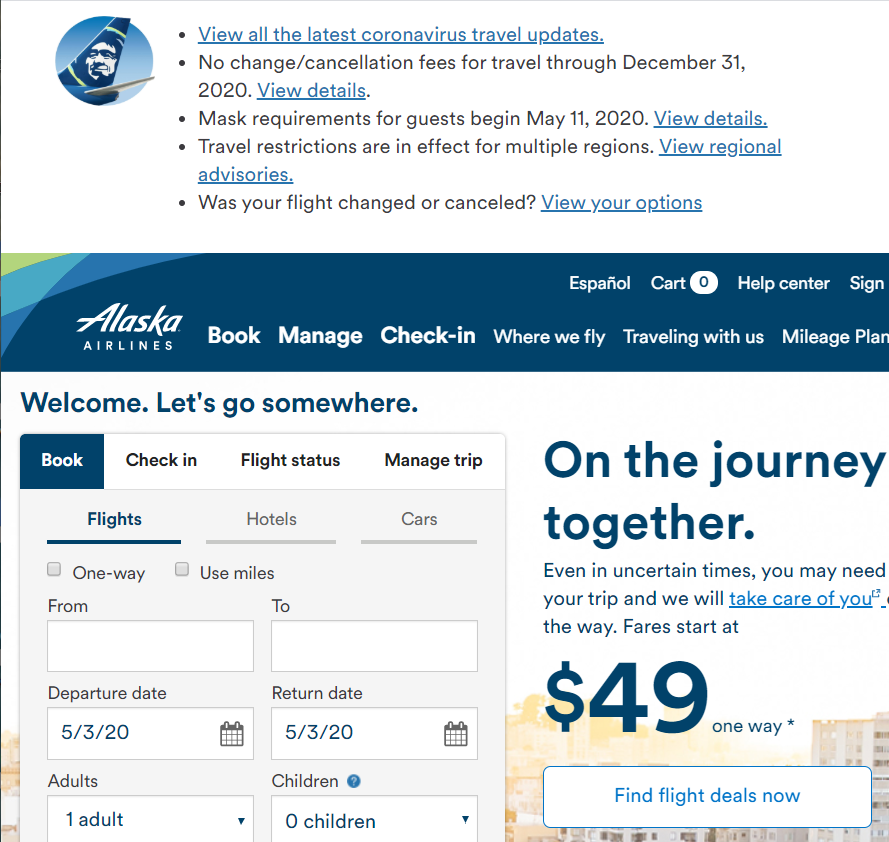 View all the latest coronavirus travel updates.
No change/cancellation fees for travel through December 31,
2020. View details.
Mask requirements for guests begin May 11, 2020. View details.
Travel restrictions are in effect for multiple regions. View regional
advisories.
Was your flight changed or canceled? View your options
Español Cart 0 Help center Sign
Alaska
AIRLINES
Book Manage Check-in Where we fly Traveling with us Mileage Plan
Welcome. Let's go somewhere.
Book Check in Flight status Manage trip
Flights Hotels Cars
One-way Use miles
From To
Departure date Return date
5/3/20 5/3/20
Adults Children ?
1 adult 0 children
On the journey
together.
Even in uncertain times, you may need
your trip and we will take care of you
the way. Fares start at
$49 one way *
Find flight deals now